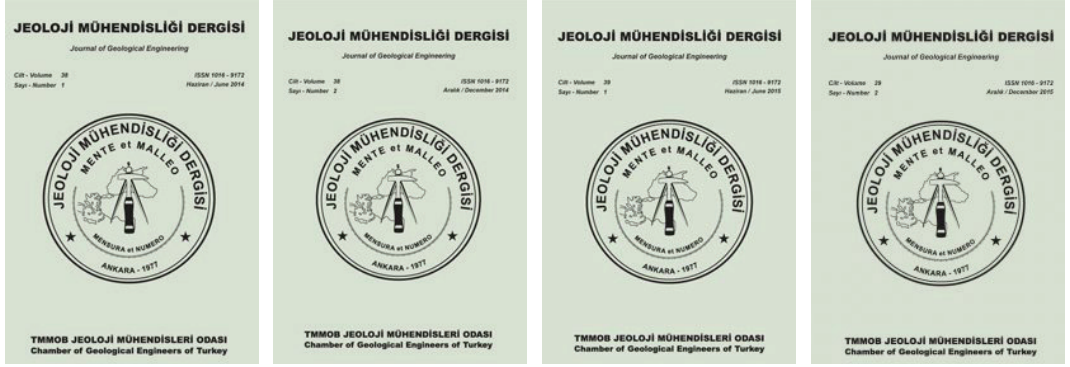 JEOLOJİ MÜHENDİSLİĞİ DERGİSİ
Journal of Geological Engineering
Cilt - Volume 38
ISSN 1016 - 9172
Sayı - Number 1
Haziran / June 2014
JEOLOJİ MÜHENDİSLİĞİ DERGİSİ
MENTE et MALLEO
MENSURA et NUMERO
ANKARA - 1977
TMMOB JEOLOJİ MÜHENDİSLERİ ODASI
Chamber of Geological Engineers of Turkey
JEOLOJİ MÜHENDİSLİĞİ DERGİSİ
Journal of Geological Engineering
Cilt - Volume 38
ISSN 1016 - 9172
Sayı - Number 2
Aralık / December 2014
JEOLOJİ MÜHENDİSLİĞİ DERGİSİ
MENTE et MALLEO
MENSURA et NUMERO
ANKARA - 1977
TMMOB JEOLOJİ MÜHENDİSLERİ ODASI
Chamber of Geological Engineers of Turkey
JEOLOJİ MÜHENDİSLİĞİ DERGİSİ
Journal of Geological Engineering
Cilt - Volume 39
ISSN 1016 - 9172
Sayı - Number 1
Haziran / June 2015
JEOLOJİ MÜHENDİSLİĞİ DERGİSİ
MENTE et MALLEO
MENSURA et NUMERO
ANKARA - 1977
TMMOB JEOLOJİ MÜHENDİSLERİ ODASI
Chamber of Geological Engineers of Turkey
JEOLOJİ MÜHENDİSLİĞİ DERGİSİ
Journal of Geological Engineering
Cilt - Volume 39
ISSN 1016 - 9172
Sayı - Number 2
Aralık / December 2015
JEOLOJİ MÜHENDİSLİĞİ DERGİSİ
MENTE et MALLEO
MENSURA et NUMERO
ANKARA - 1977
TMMOB JEOLOJİ MÜHENDİSLERİ ODASI
Chamber of Geological Engineers of Turkey